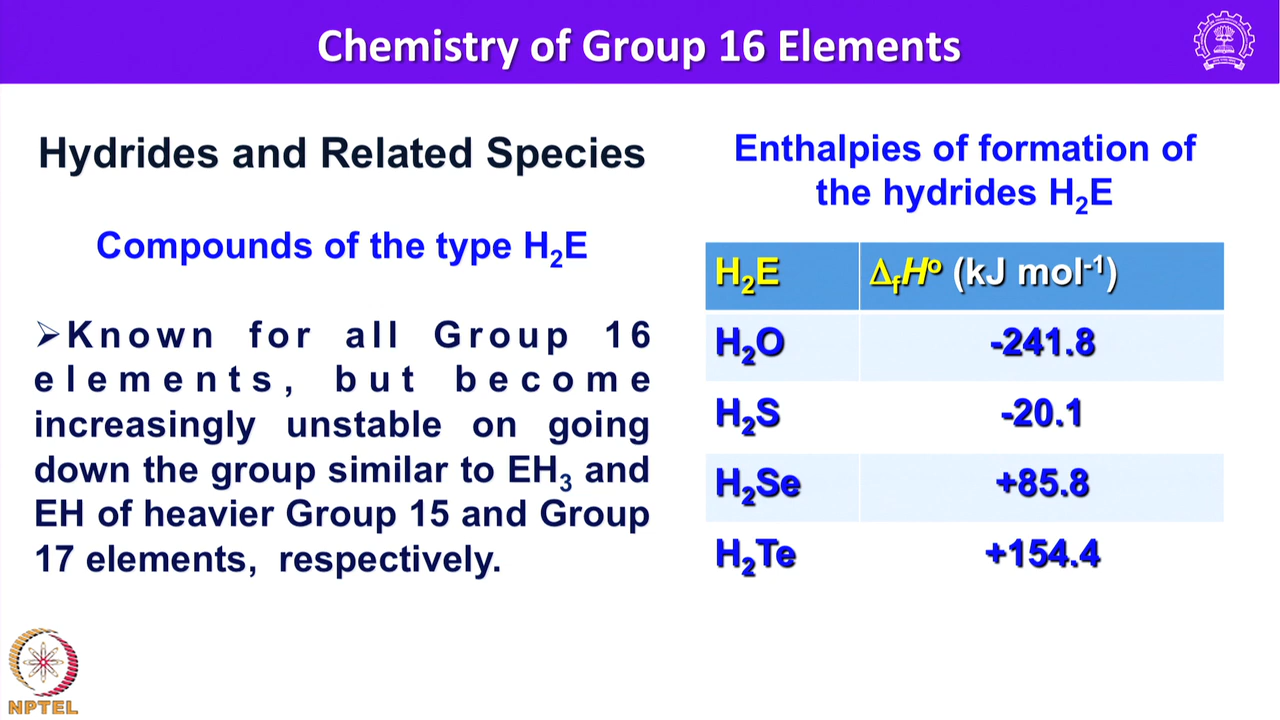 Chemistry of Group 16 Elements
Hydrides and Related Species
Compounds of the type H₂E
➢Known for all Group 16
elements, but become
increasingly unstable on going
down the group similar to EH₃ and
EH of heavier Group 15 and Group
17 elements, respectively.
Enthalpies of formation of
the hydrides H₂E
H₂E ΔfHº (kJ mol⁻¹)
H₂O -241.8
H₂S -20.1
H₂Se +85.8
H₂Te +154.4
NPTEL